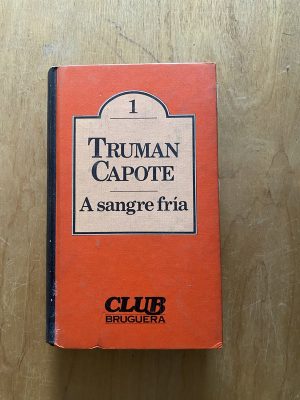 1
TRUMAN
CAPOTE
A sangre fría
CLUB
BRUGUERA